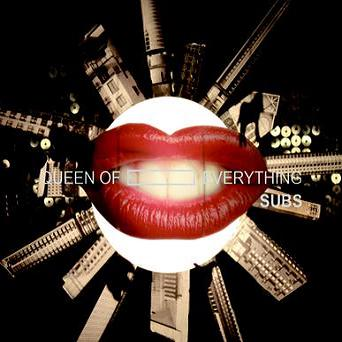 QUEEN OF EVERYTHING
SUBS